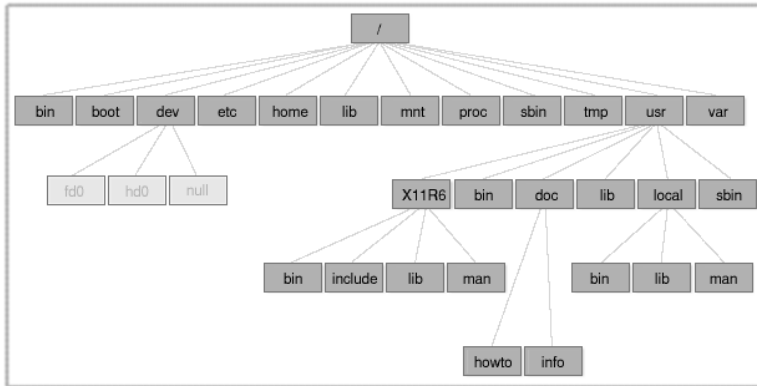 /
bin boot dev etc home lib mnt proc sbin tmp usr var
fd0 hd0 null X11R6 bin doc lib local sbin
bin include lib man bin lib man
howto info